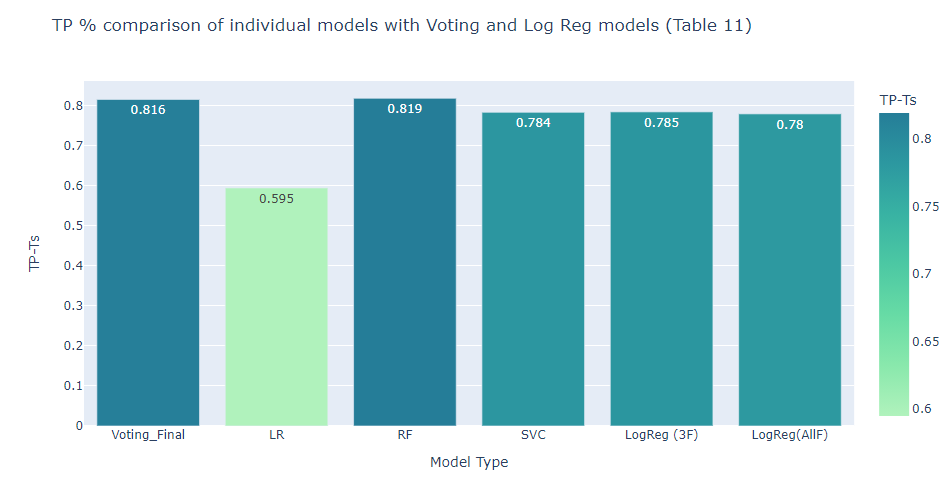 TP % comparison of individual models with Voting and Log Reg models (Table 11)
TP-Ts
0.8
0.7
0.6
0.5
0.4
0.3
0.2
0.1
0
0.816
0.595
0.819
0.784
0.785
0.78
Voting_Final
LR
RF
SVC
LogReg (3F)
LogReg(AllF)
Model Type
TP-Ts
0.8
0.75
0.7
0.65
0.6